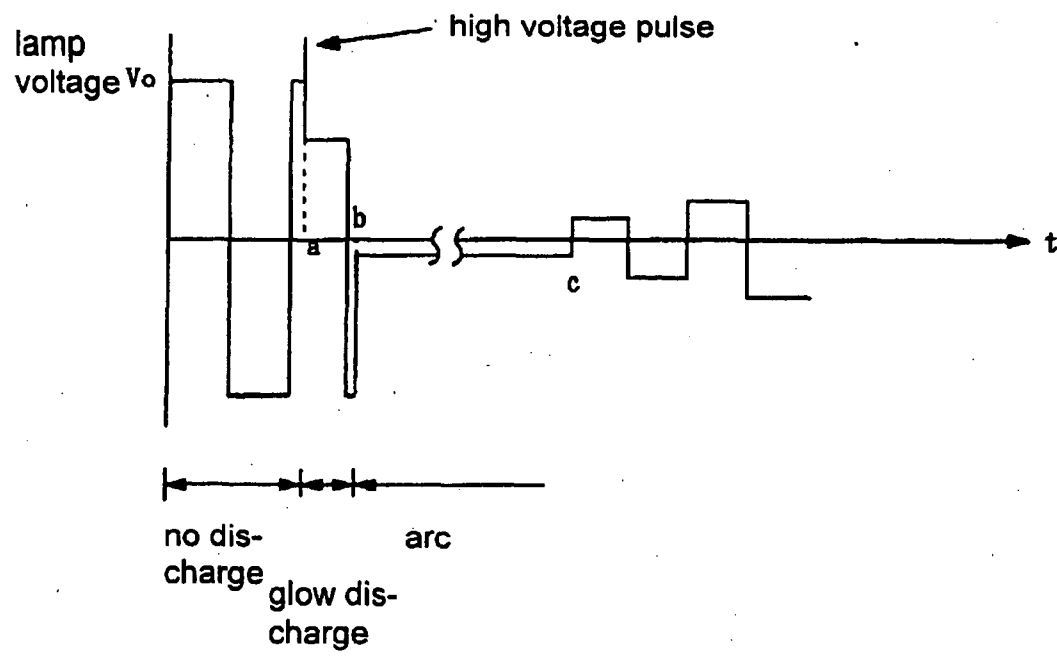 high voltage pulse
lamp
voltage Vo
b
a
t
c
no dis-
charge
arc
glow dis-
charge